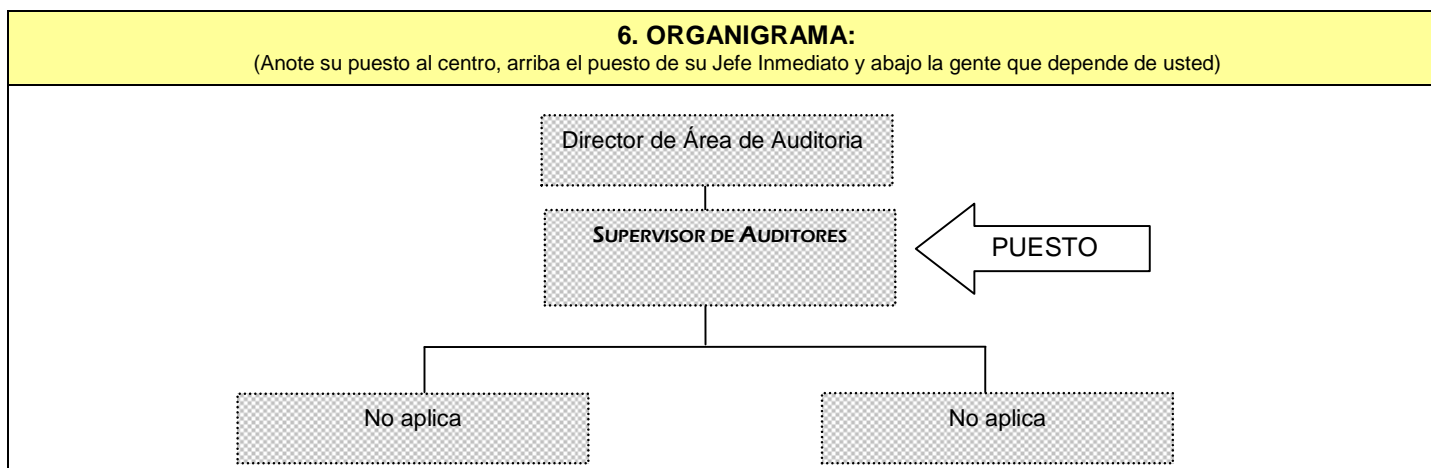 6. ORGANIGRAMA:
(Anote su puesto al centro, arriba el puesto de su Jefe Inmediato y abajo la gente que depende de usted)
Director de Área de Auditoria
SUPERVISOR DE AUDITORES
PUESTO
No aplica
No aplica